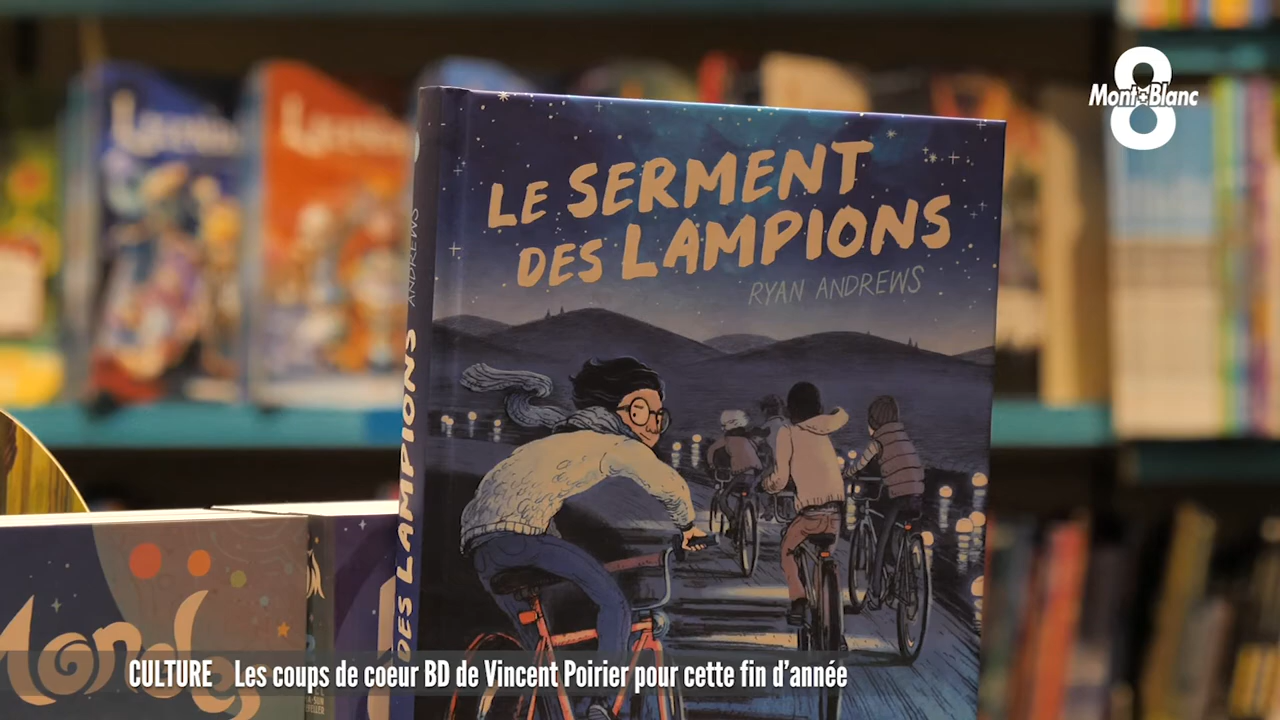 8
Mont Blanc
LE SERMENT
DES LAMPIONS
RYAN ANDREWS
DES LAMPIONS ANDREWS
Mondes
CULTURE Les coups de coeur BD de Vincent Poirier pour cette fin d'année